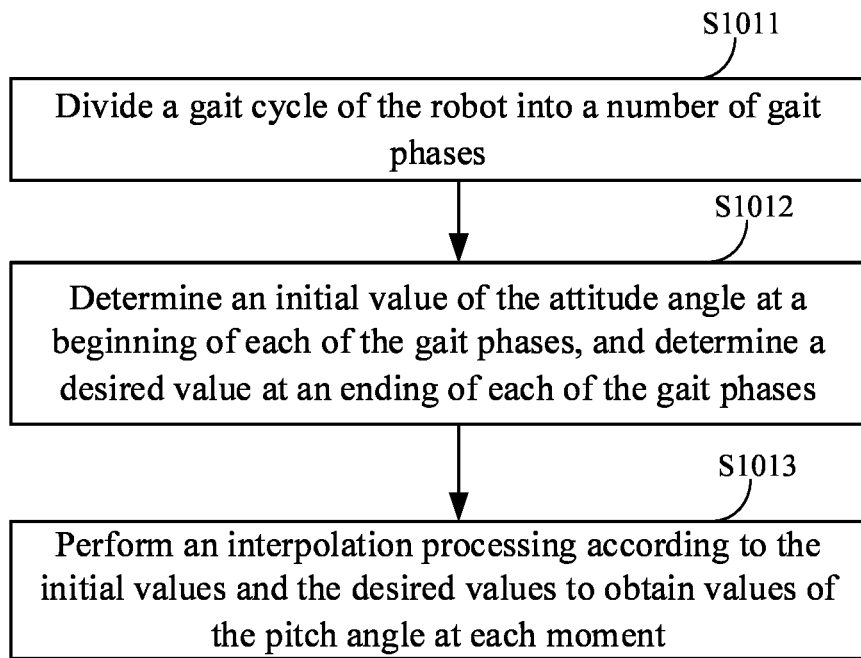 S1011
Divide a gait cycle of the robot into a number of gait
phases
S1012
Determine an initial value of the attitude angle at a
beginning of each of the gait phases, and determine a
desired value at an ending of each of the gait phases
S1013
Perform an interpolation processing according to the
initial values and the desired values to obtain values of
the pitch angle at each moment